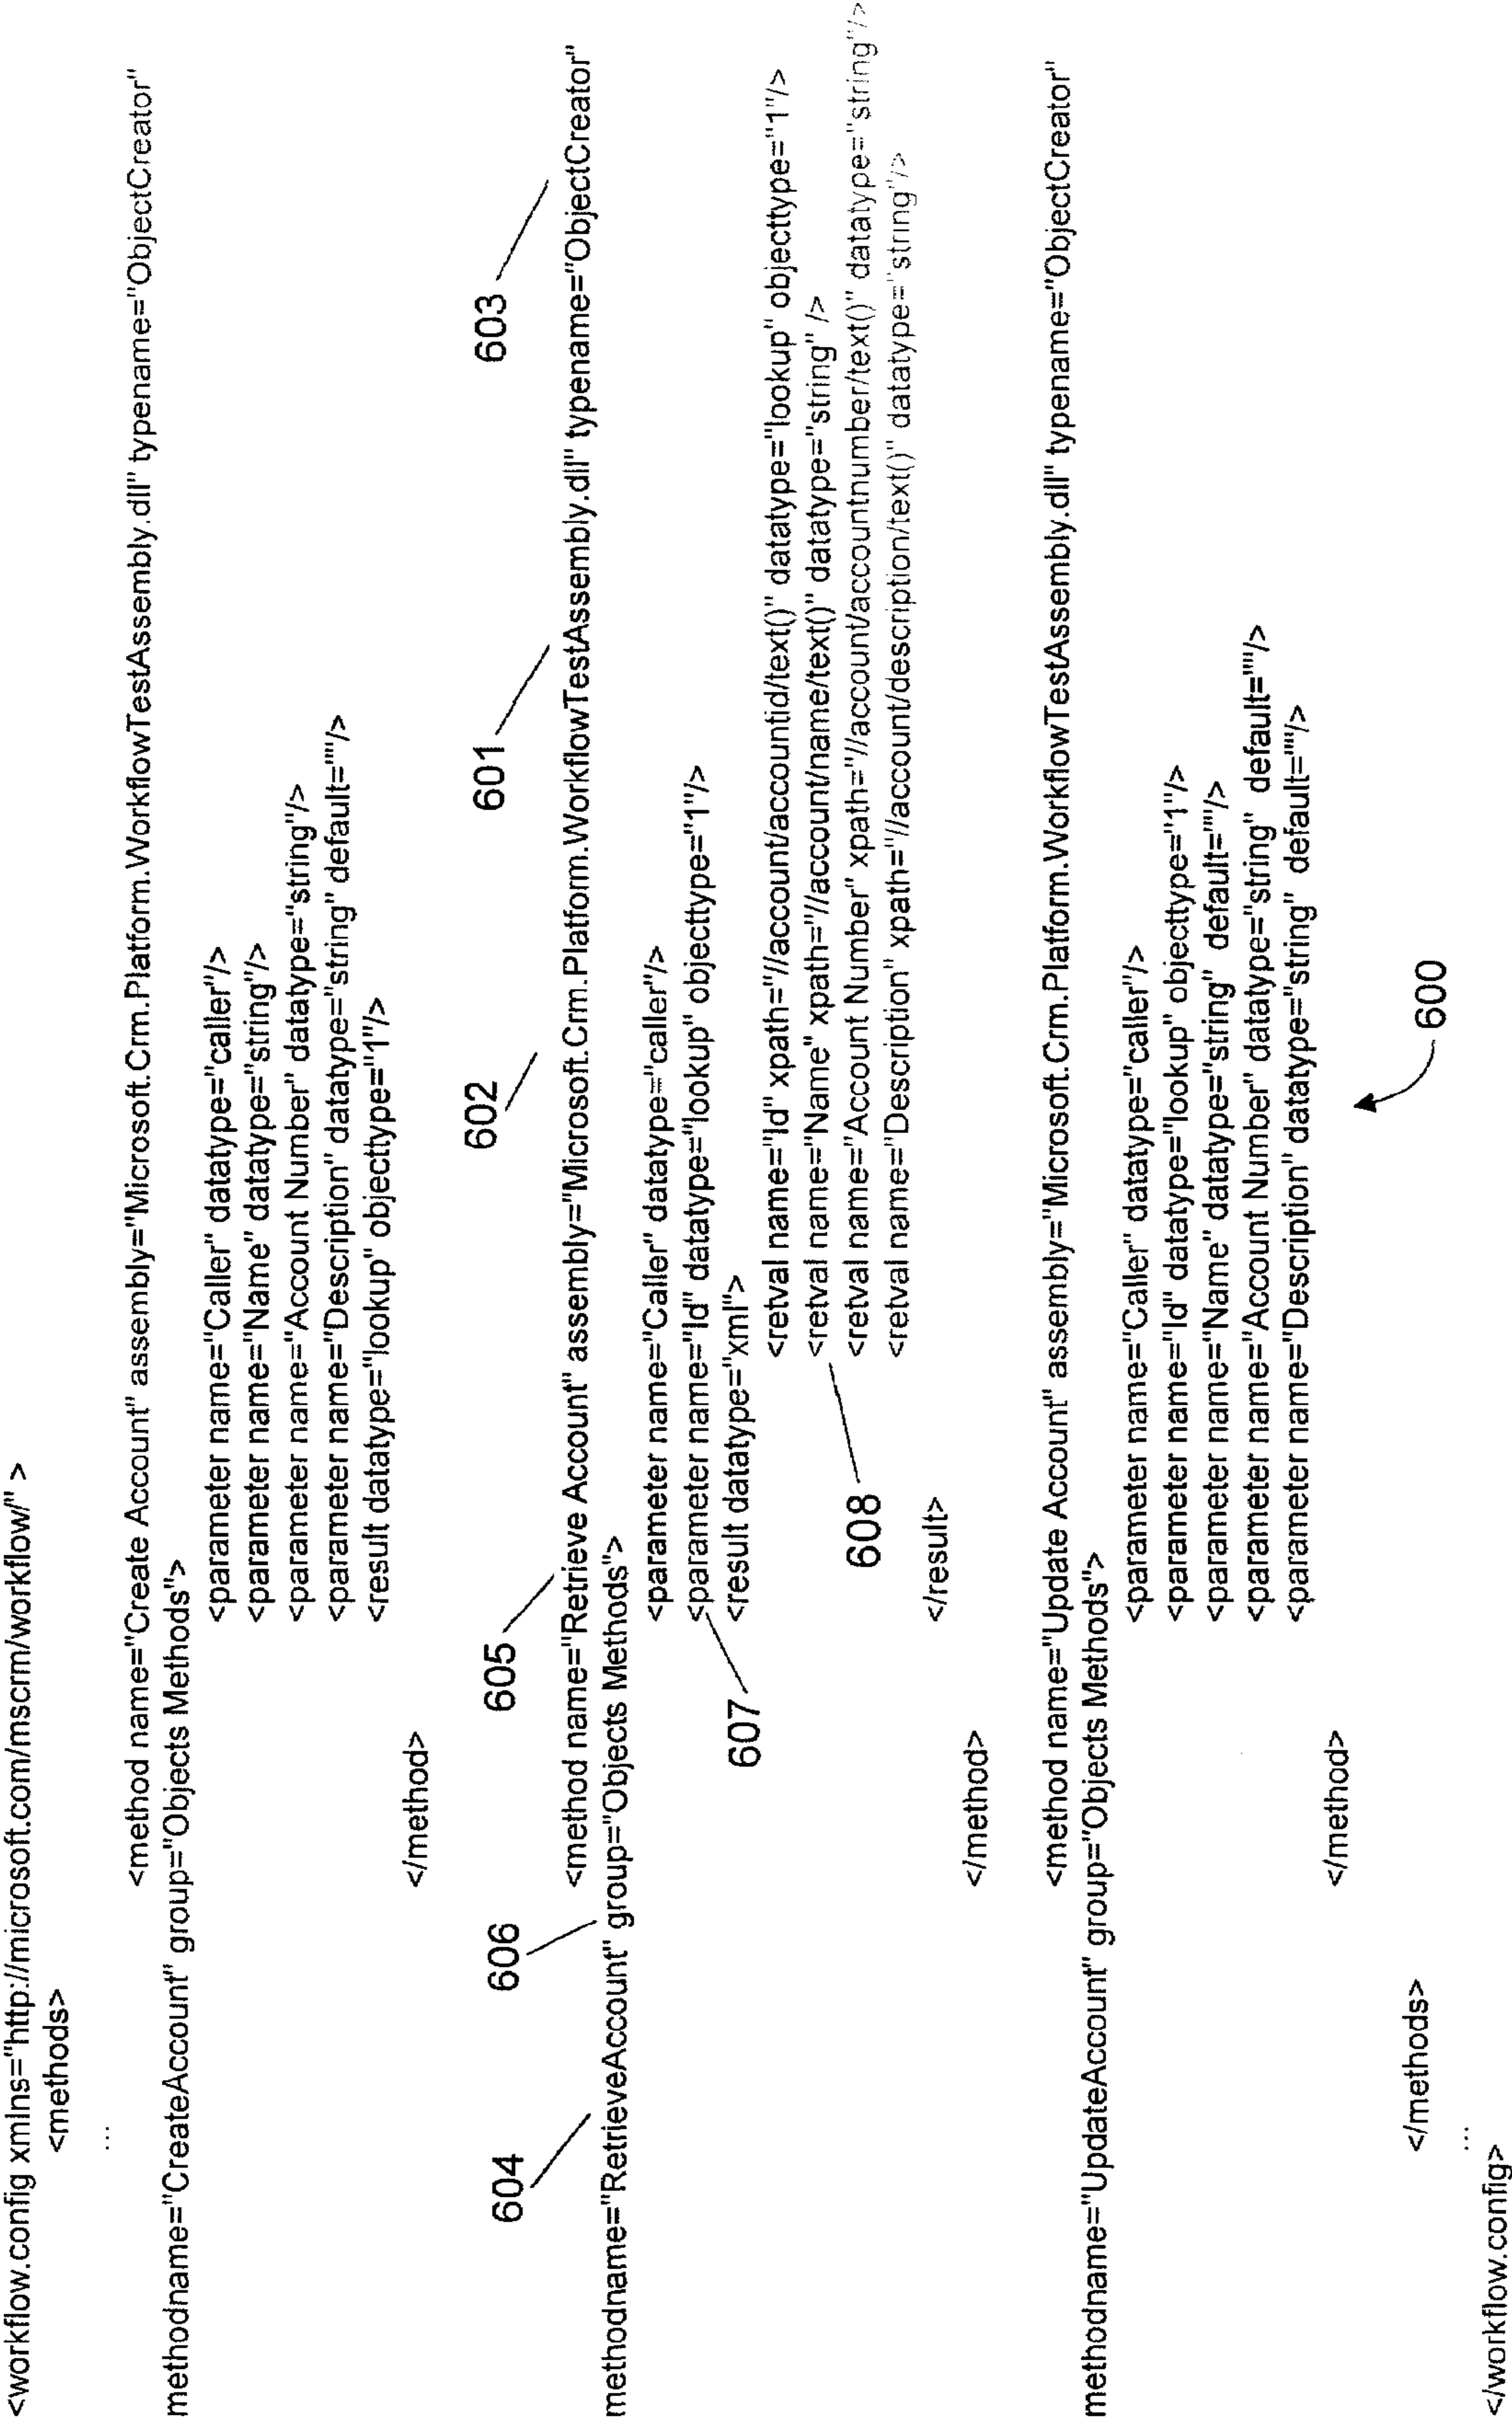 <workflow.config xmlns="http://microsoft.com/mscrm/workflow/" >
<methods>
...
<method name="Create Account" assembly="Microsoft.Crm.Platform.WorkflowTestAssembly.dll" typename="ObjectCreator"
methodname="CreateAccount" group="Objects Methods">
<parameter name="Caller" datatype="caller"/>
<parameter name="Name" datatype="string"/>
<parameter name="Account Number" datatype="string"/>
<parameter name="Description" datatype="string" default=""/>
<result datatype="lookup" objecttype="1"/>
</method>
605 602 601 603
<method name="Retrieve Account" assembly="Microsoft.Crm.Platform.WorkflowTestAssembly.dll" typename="ObjectCreator"
604 606
methodname="RetrieveAccount" group="Objects Methods">
<parameter name="Caller" datatype="caller"/>
<parameter name="Id" datatype="lookup" objecttype="1"/>
607
<result datatype="xml">
<retval name="Id" xpath="//account/accountid/text()" datatype="lookup" objecttype="1"/>
<retval name="Name" xpath="//account/name/text()" datatype="string" />
608
<retval name="Account Number" xpath="//account/accountnumber/text()" datatype="string"/>
<retval name="Description" xpath="//account/description/text()" datatype="string"/>
</result>
</method>
<method name="Update Account" assembly="Microsoft.Crm.Platform.WorkflowTestAssembly.dll" typename="ObjectCreator"
methodname="UpdateAccount" group="Objects Methods">
<parameter name="Caller" datatype="caller"/>
<parameter name="Id" datatype="lookup" objecttype="1"/>
<parameter name="Name" datatype="string" default=""/>
<parameter name="Account Number" datatype="string" default=""/>
<parameter name="Description" datatype="string" default=""/>
</method>
600
</methods>
...
</workflow.config>